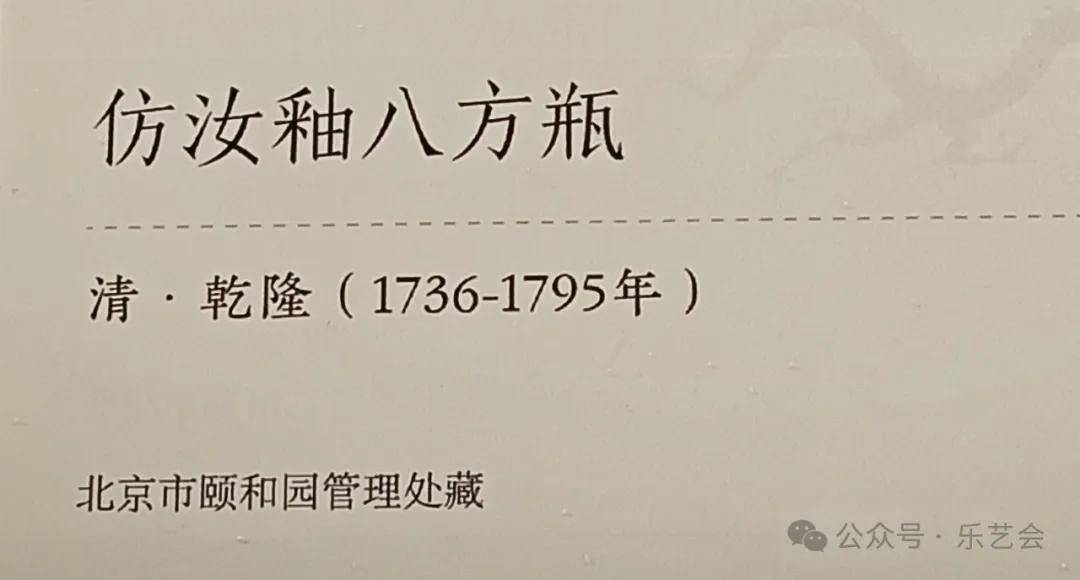 仿汝釉八方瓶
清·乾隆（1736-1795年）
北京市颐和园管理处藏
公众号·乐艺会